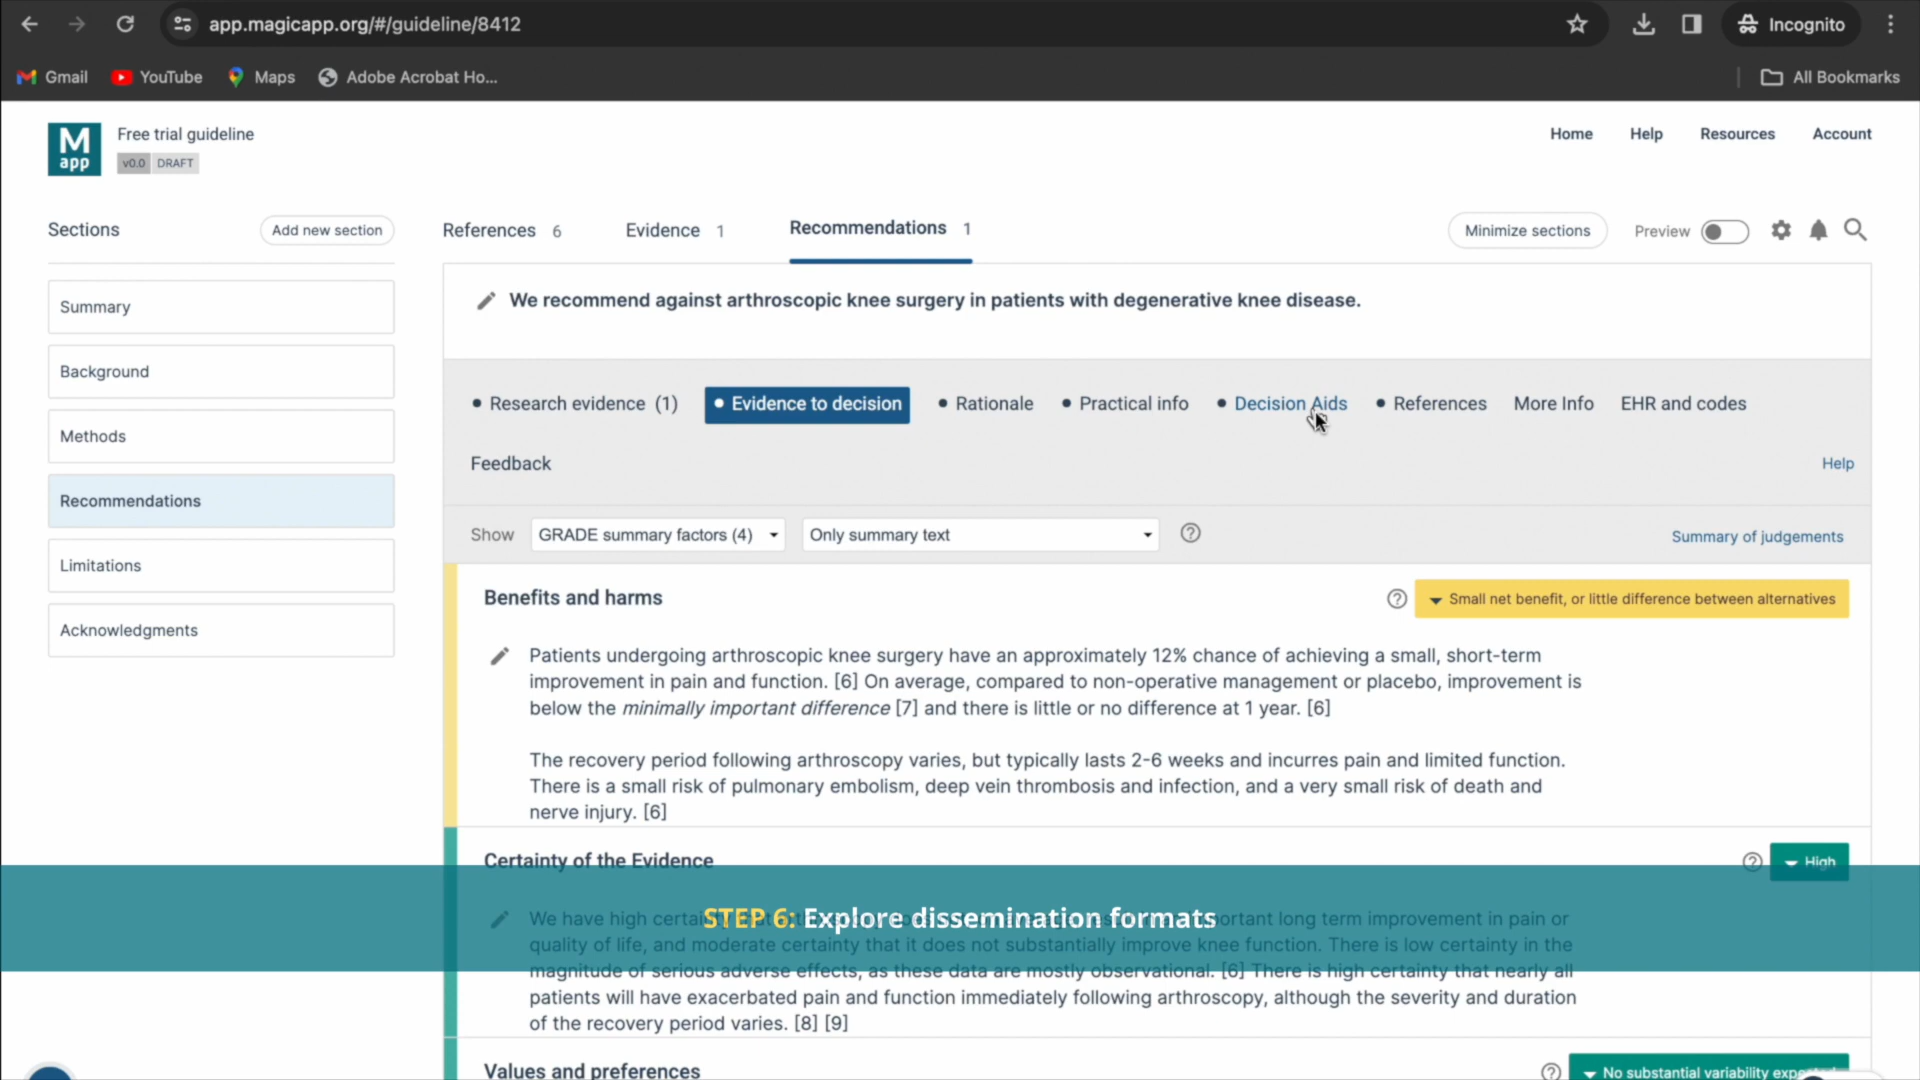 app.magicapp.org/#/guideline/8412
Incognito
Gmail
YouTube
Maps
Adobe Acrobat Ho...
All Bookmarks
M
app
Free trial guideline
v0.0 DRAFT
Home
Help
Resources
Account
Sections
Add new section
References 6
Evidence 1
Recommendations 1
Minimize sections
Preview
Summary
Background
Methods
Recommendations
Limitations
Acknowledgments
We recommend against arthroscopic knee surgery in patients with degenerative knee disease.
Research evidence (1)
Evidence to decision
Rationale
Practical info
Decision Aids
References
More Info
EHR and codes
Feedback
Help
Show
GRADE summary factors (4)
Only summary text
Summary of judgements
Benefits and harms
Small net benefit, or little difference between alternatives
Patients undergoing arthroscopic knee surgery have an approximately 12% chance of achieving a small, short-term
improvement in pain and function. [6] On average, compared to non-operative management or placebo, improvement is
below the minimally important difference [7] and there is little or no difference at 1 year. [6]
The recovery period following arthroscopy varies, but typically lasts 2-6 weeks and incurres pain and limited function.
There is a small risk of pulmonary embolism, deep vein thrombosis and infection, and a very small risk of death and
nerve injury. [6]
Certainty of the Evidence
High
STEP 6: Explore dissemination formats
We have high important long term improvement in pain or
quality of life, and moderate certainty that it does not substantially improve knee function. There is low certainty in the
magnitude of serious adverse effects, as these data are mostly observational. [6] There is high certainty that nearly all
patients will have exacerbated pain and function immediately following arthroscopy, although the severity and duration
of the recovery period varies. [8] [9]
Values and preferences
No substantial variability